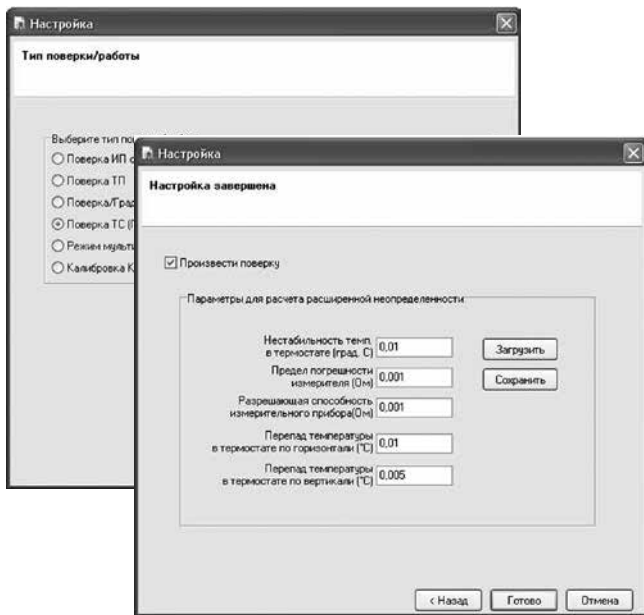 Настройка
Тип поверки/работы
Выберите тип
Поверка ИП
Поверка ТП
Поверка/Град
Поверка ТС (
Режим мульти
Калибровка К
Настройка
Настройка завершена
Произвести поверку
Параметры для расчета расширенной неопределенности
Нестабильность темп.
в термостате (град. С) 0,01
Загрузить
Предел погрешности
измерителя (Ом) 0,001
Сохранить
Разрешающая способность
измерительного прибора(Ом) 0,001
Перепад температуры
в термостате по горизонтали (°С) 0,01
Перепад температуры
в термостате по вертикали (°С) 0,005
< Назад Готово Отмена